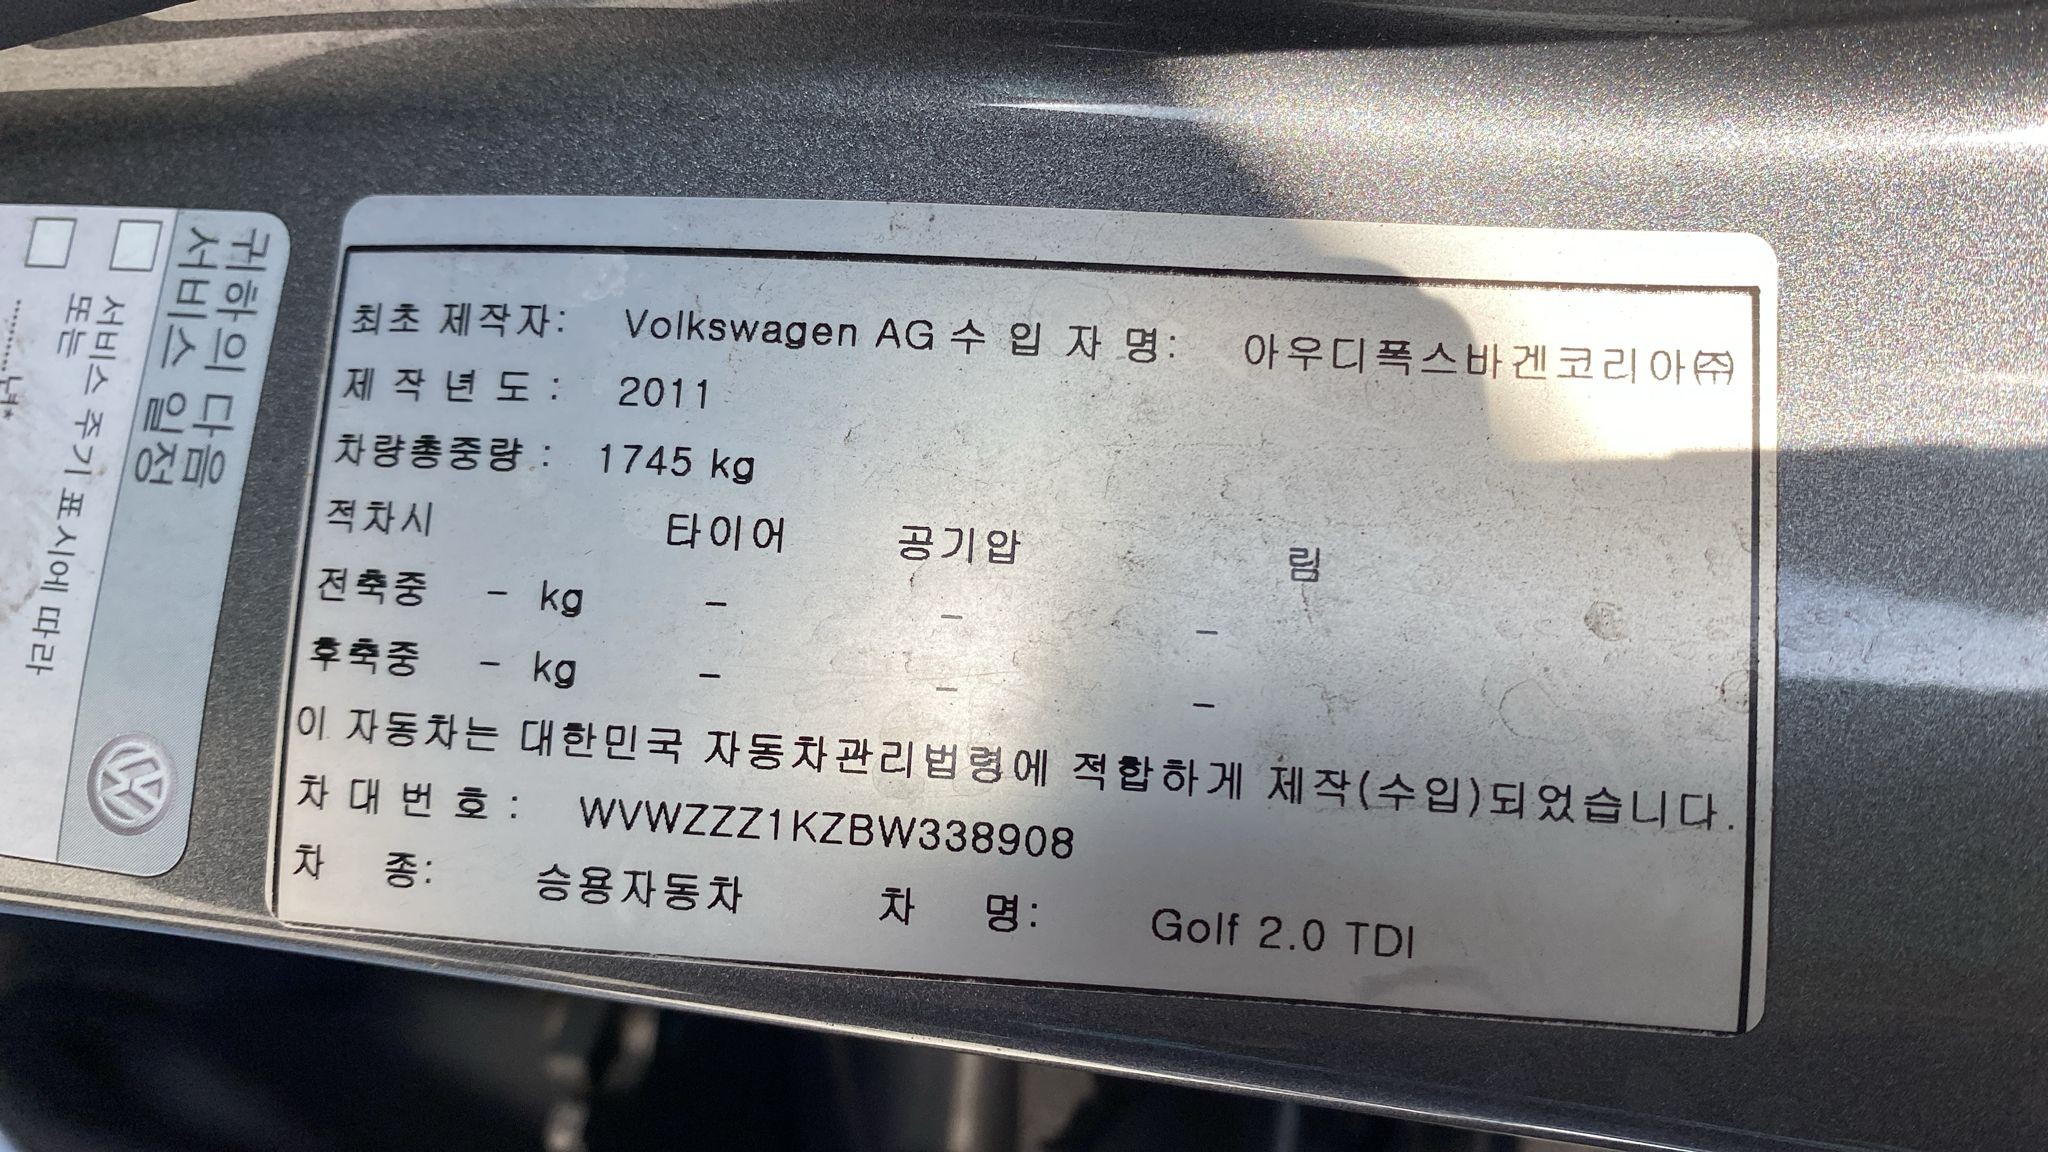 최초 제작자: Volkswagen AG 수 입 자 명: 아우디폭스바겐코리아㈜
제 작 년 도 : 2011
차량총중량 : 1745 kg
적차시 타이어 공기압 림
전축중 - kg - - -
후축중 - kg - - -
이 자동차는 대한민국 자동차관리법령에 적합하게 제작(수입)되었습니다.
차 대 번 호 : WVWZZZ1KZBW338908
차 종: 승용자동차 차 명: Golf 2.0 TDI
귀하의 다음
서비스 일정
서비스 주기 표시에 따라
또는
........... 년*